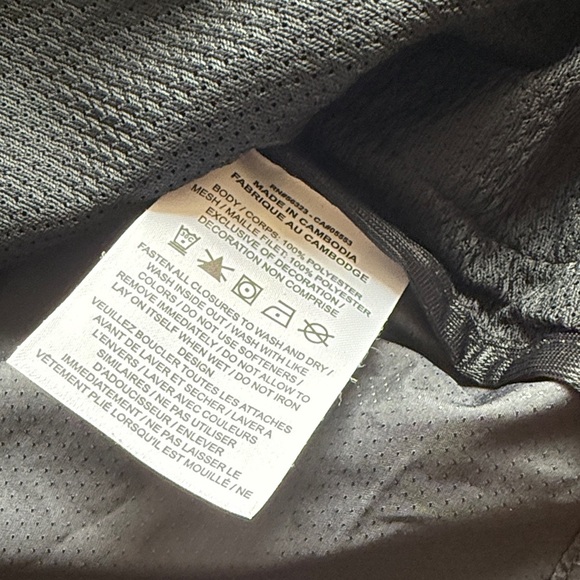 RN#56323 - CA#05553
MADE IN CAMBODIA
FABRIQUE AU CAMBODGE
BODY / CORPS: 100% POLYESTER
MESH / MAILLE FILET: 100% POLYESTER
EXCLUSIVE OF DECORATION /
DECORATION NON COMPRISE
FASTEN ALL CLOSURES TO WASH AND DRY /
WASH INSIDE OUT / WASH WITH LIKE
COLORS / DO NOT USE SOFTENERS /
REMOVE IMMEDIATELY / DO NOT ALLOW TO
LAY ON ITSELF WHEN WET / DO NOT IRON
DESIGN
VEUILLEZ BOUCLER TOUTES LES ATTACHES
AVANT DE LAVER ET SECHER / LAVER A
L'ENVERS / LAVER AVEC COULEURS
SIMILAIRES / NE PAS UTILISER
D'ADOUCISSEUR / ENLEVER
IMMEDIATEMENT / NE PAS LAISSER LE
VÊTEMENT PLIE LORSQU'IL EST MOUILLÉ / NE